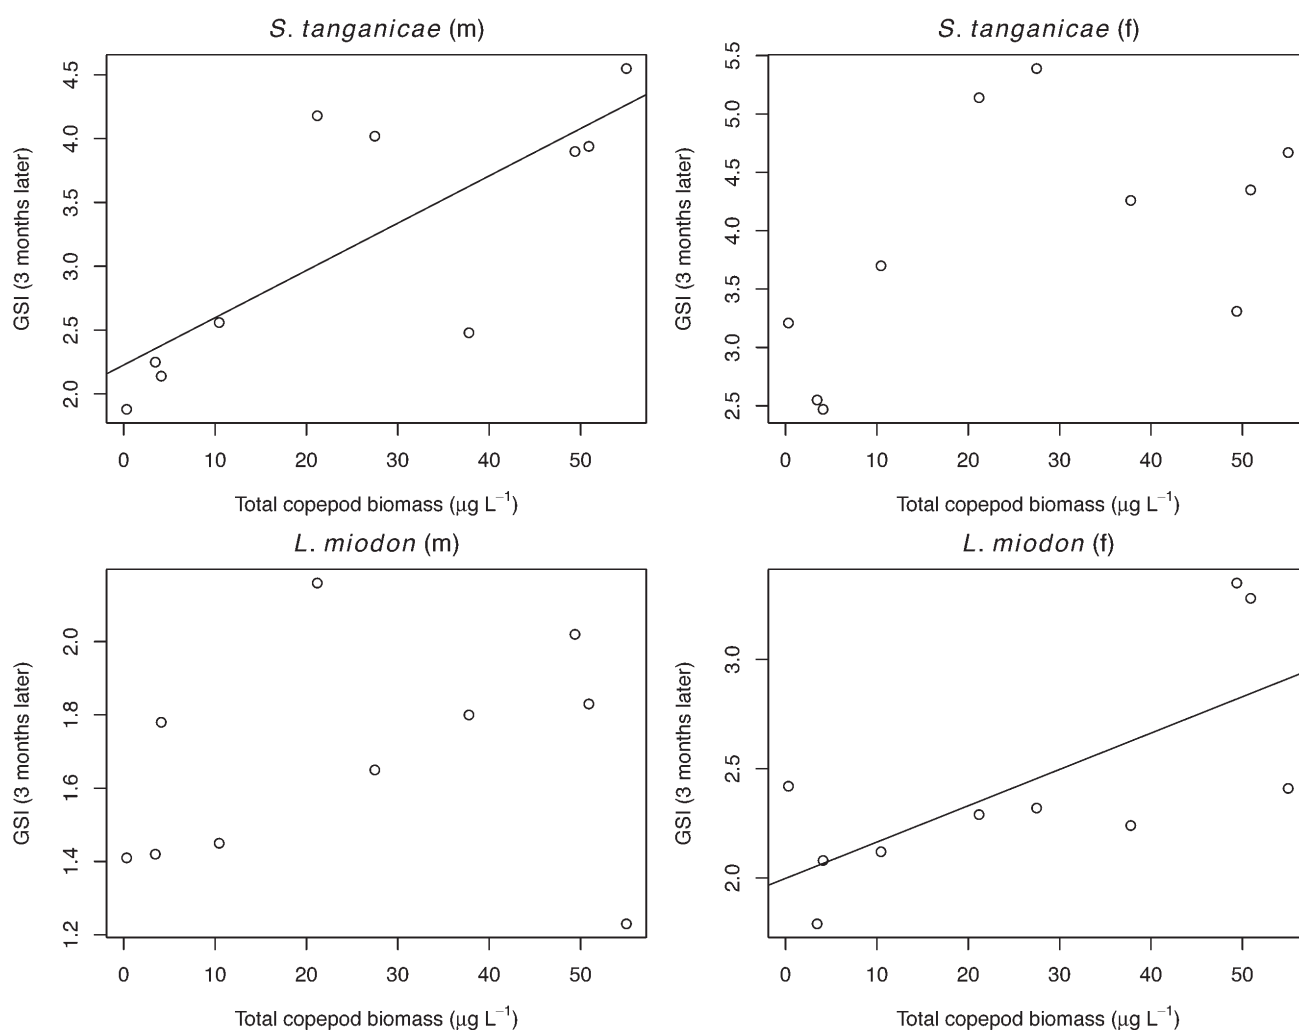 S. tanganicae (m)
4.5
4.0
3.5
3.0
2.5
2.0
GSI (3 months later)
0 10 20 30 40 50
Total copepod biomass (μg L⁻¹)
S. tanganicae (f)
5.5
5.0
4.5
4.0
3.5
3.0
2.5
GSI (3 months later)
0 10 20 30 40 50
Total copepod biomass (μg L⁻¹)
L. miodon (m)
2.0
1.8
1.6
1.4
1.2
GSI (3 months later)
0 10 20 30 40 50
Total copepod biomass (μg L⁻¹)
L. miodon (f)
3.0
2.5
2.0
GSI (3 months later)
0 10 20 30 40 50
Total copepod biomass (μg L⁻¹)